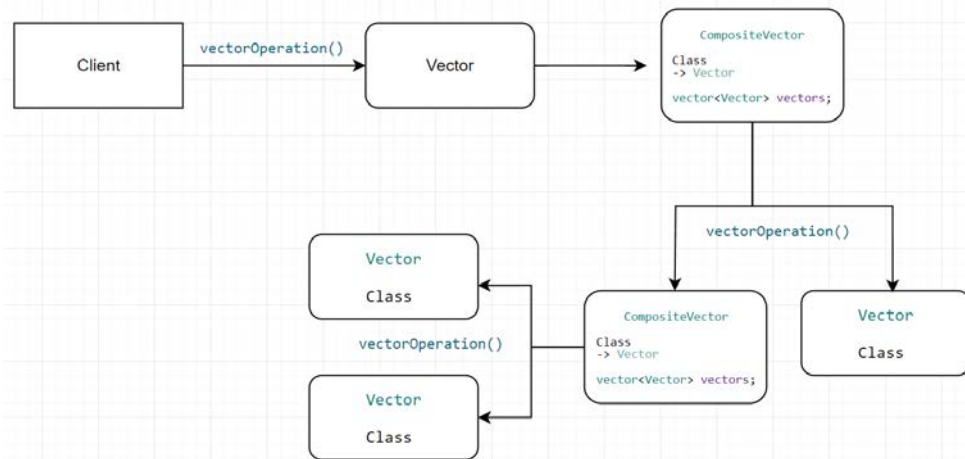 Client
vectorOperation()
Vector
CompositeVector
Class
-> Vector
vector<Vector> vectors;
vectorOperation()
Vector
Class
vectorOperation()
Vector
Class
CompositeVector
Class
-> Vector
vector<Vector> vectors;
Vector
Class